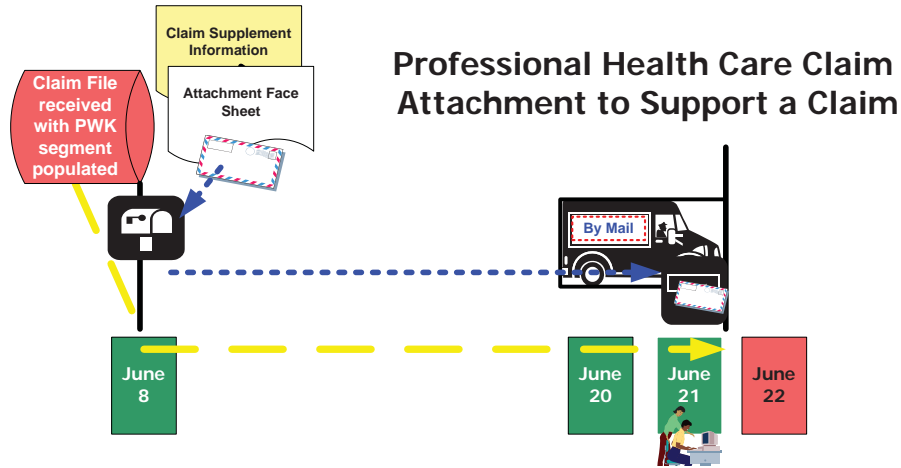 Claim Supplement
Information
Professional Health Care Claim
Attachment to Support a Claim
Claim File
received
with PWK
segment
populated
Attachment Face
Sheet
By Mail
June
8
June
20
June
21
June
22